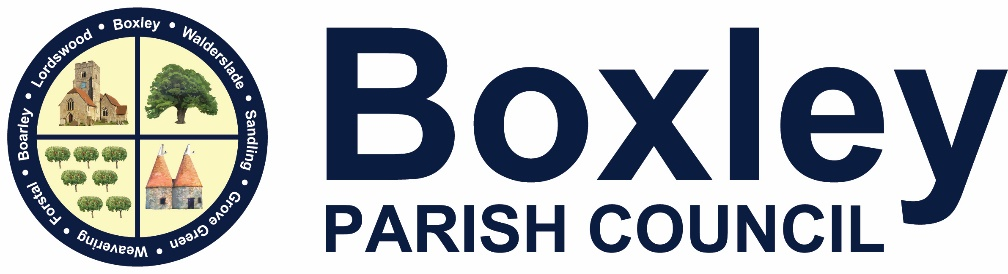 Boxley • Walderslade • Sandling • Grove Green • Weavering • Forstal • Boarley • Lordswood •
Boxley
PARISH COUNCIL